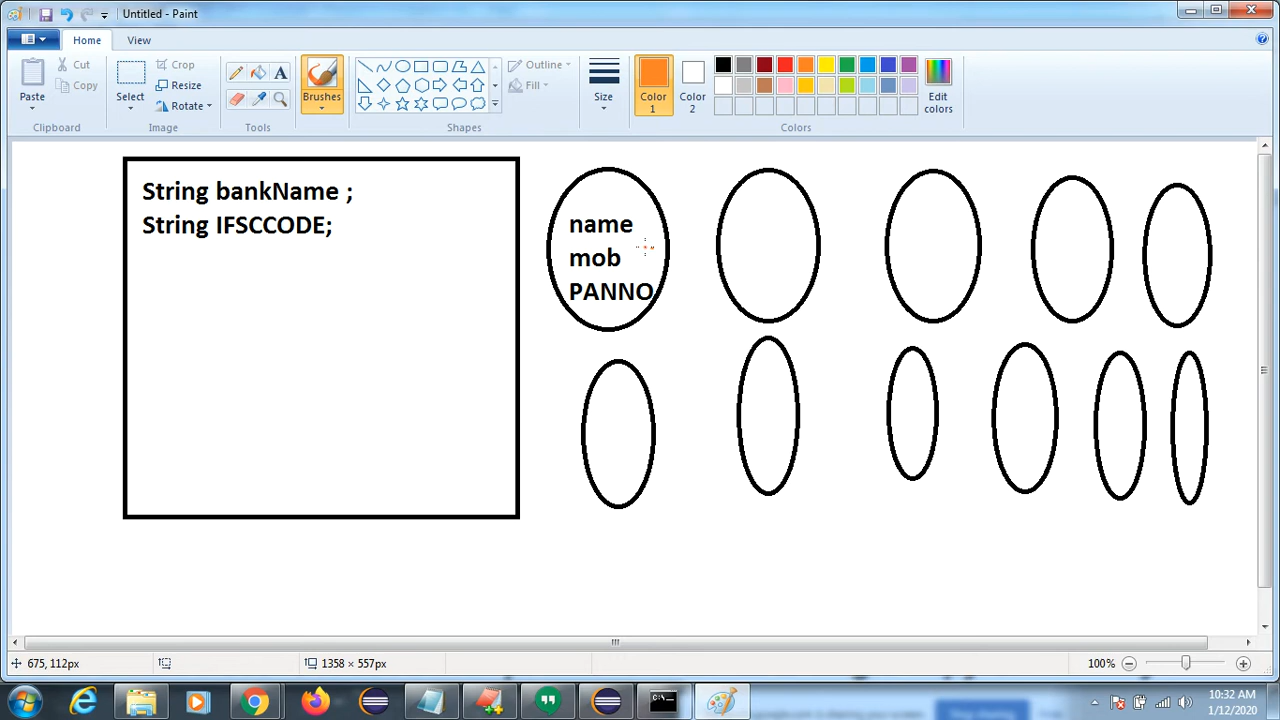 Untitled - Paint
Home
View
Paste
Cut
Copy
Clipboard
Select
Crop
Resize
Rotate
Image
Tools
Brushes
Shapes
Outline
Fill
Size
Color 1
Color 2
Edit colors
Colors
String bankName ;
String IFSCCODE;
name
mob
PANNO
675, 112px
1358 × 557px
100%
10:32 AM
1/12/2020